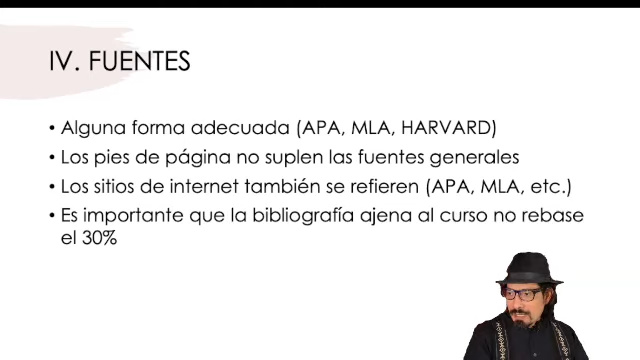 IV. FUENTES
• Alguna forma adecuada (APA, MLA, HARVARD)
• Los pies de página no suplen las fuentes generales
• Los sitios de internet también se refieren (APA, MLA, etc.)
• Es importante que la bibliografía ajena al curso no rebase
el 30%